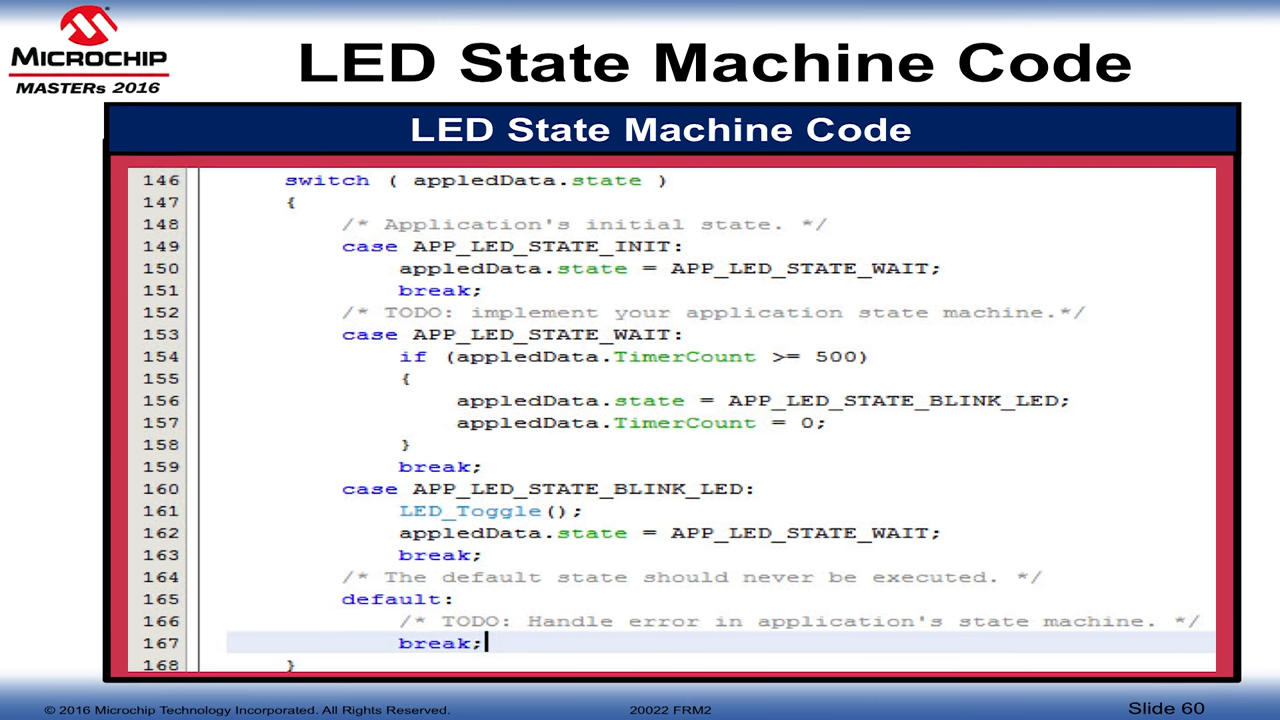 MICROCHIP
MASTERs 2016
LED State Machine Code
LED State Machine Code
146 switch ( appledData.state )
147 {
148 /* Application's initial state. */
149 case APP_LED_STATE_INIT:
150 appledData.state = APP_LED_STATE_WAIT;
151 break;
152 /* TODO: implement your application state machine.*/
153 case APP_LED_STATE_WAIT:
154 if (appledData.TimerCount >= 500)
155 {
156 appledData.state = APP_LED_STATE_BLINK_LED;
157 appledData.TimerCount = 0;
158 }
159 break;
160 case APP_LED_STATE_BLINK_LED:
161 LED_Toggle();
162 appledData.state = APP_LED_STATE_WAIT;
163 break;
164 /* The default state should never be executed. */
165 default:
166 /* TODO: Handle error in application's state machine. */
167 break;
168 }
© 2016 Microchip Technology Incorporated. All Rights Reserved. 20022 FRM2 Slide 60